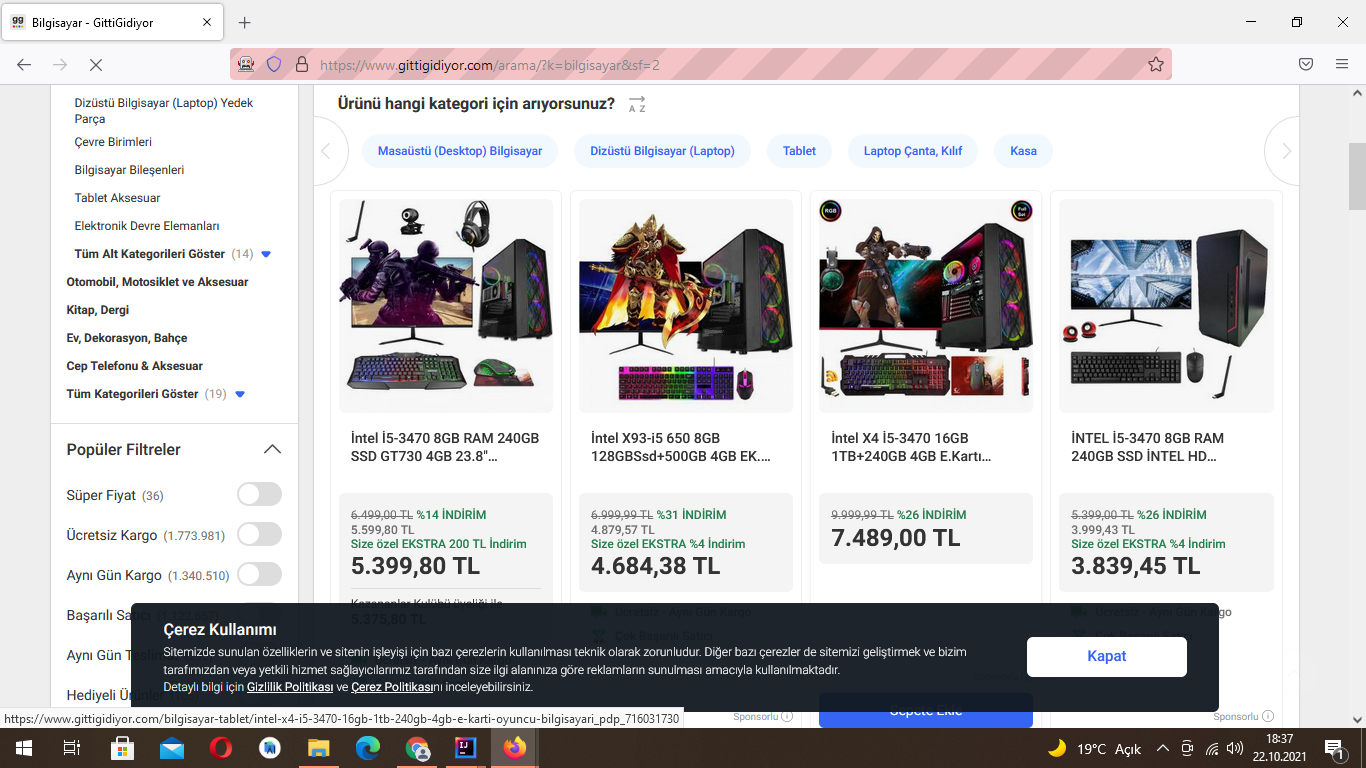 Bilgisayar - GittiGidiyor
https://www.gittigidiyor.com/arama/?k=bilgisayar&sf=2
Dizüstü Bilgisayar (Laptop) Yedek
Parça
Çevre Birimleri
Bilgisayar Bileşenleri
Tablet Aksesuar
Elektronik Devre Elemanları
Tüm Alt Kategorileri Göster (14)
Otomobil, Motosiklet ve Aksesuar
Kitap, Dergi
Ev, Dekorasyon, Bahçe
Cep Telefonu & Aksesuar
Tüm Kategorileri Göster (19)
Popüler Filtreler
Süper Fiyat (36)
Ücretsiz Kargo (1.773.981)
Aynı Gün Kargo (1.340.510)
Başarılı Satıcı
Aynı Gün Teslimat
Hediyeli Ürünler
Ürünü hangi kategori için arıyorsunuz?
A Z
Masaüstü (Desktop) Bilgisayar
Dizüstü Bilgisayar (Laptop)
Tablet
Laptop Çanta, Kılıf
Kasa
İntel İ5-3470 8GB RAM 240GB
SSD GT730 4GB 23.8"...
6.499,00 TL %14 İNDİRİM
5.599,80 TL
Size özel EKSTRA 200 TL İndirim
5.399,80 TL
Kazananlar Kulübü üyeliği ile
5.375,80 TL
İntel X93-i5 650 8GB
128GBSsd+500GB 4GB EK....
6.999,99 TL %31 İNDİRİM
4.879,57 TL
Size özel EKSTRA %4 İndirim
4.684,38 TL
Ücretsiz - Aynı Gün Kargo
Çok Başarılı Satıcı
RGB
Full
Set
İntel X4 İ5-3470 16GB
1TB+240GB 4GB E.Kartı...
9.999,99 TL %26 İNDİRİM
7.489,00 TL
Sepete Ekle
İNTEL İ5-3470 8GB RAM
240GB SSD İNTEL HD...
5.399,00 TL %26 İNDİRİM
3.999,43 TL
Size özel EKSTRA %4 İndirim
3.839,45 TL
Ücretsiz - Aynı Gün Kargo
Sponsorlu
Sponsorlu
Çerez Kullanımı
Sitemizde sunulan özelliklerin ve sitenin işleyişi için bazı çerezlerin kullanılması teknik olarak zorunludur. Diğer bazı çerezler de sitemizi geliştirmek ve bizim
tarafımızdan veya yetkili hizmet sağlayıcılarımız tarafından size ilgi alanınıza göre reklamların sunulması amacıyla kullanılmaktadır.
Detaylı bilgi için Gizlilik Politikası ve Çerez Politikasını inceleyebilirsiniz.
Kapat
https://www.gittigidiyor.com/bilgisayar-tablet/intel-x4-i5-3470-16gb-1tb-240gb-4gb-e-karti-oyuncu-bilgisayari_pdp_716031730
19°C Açık
18:37
22.10.2021
1